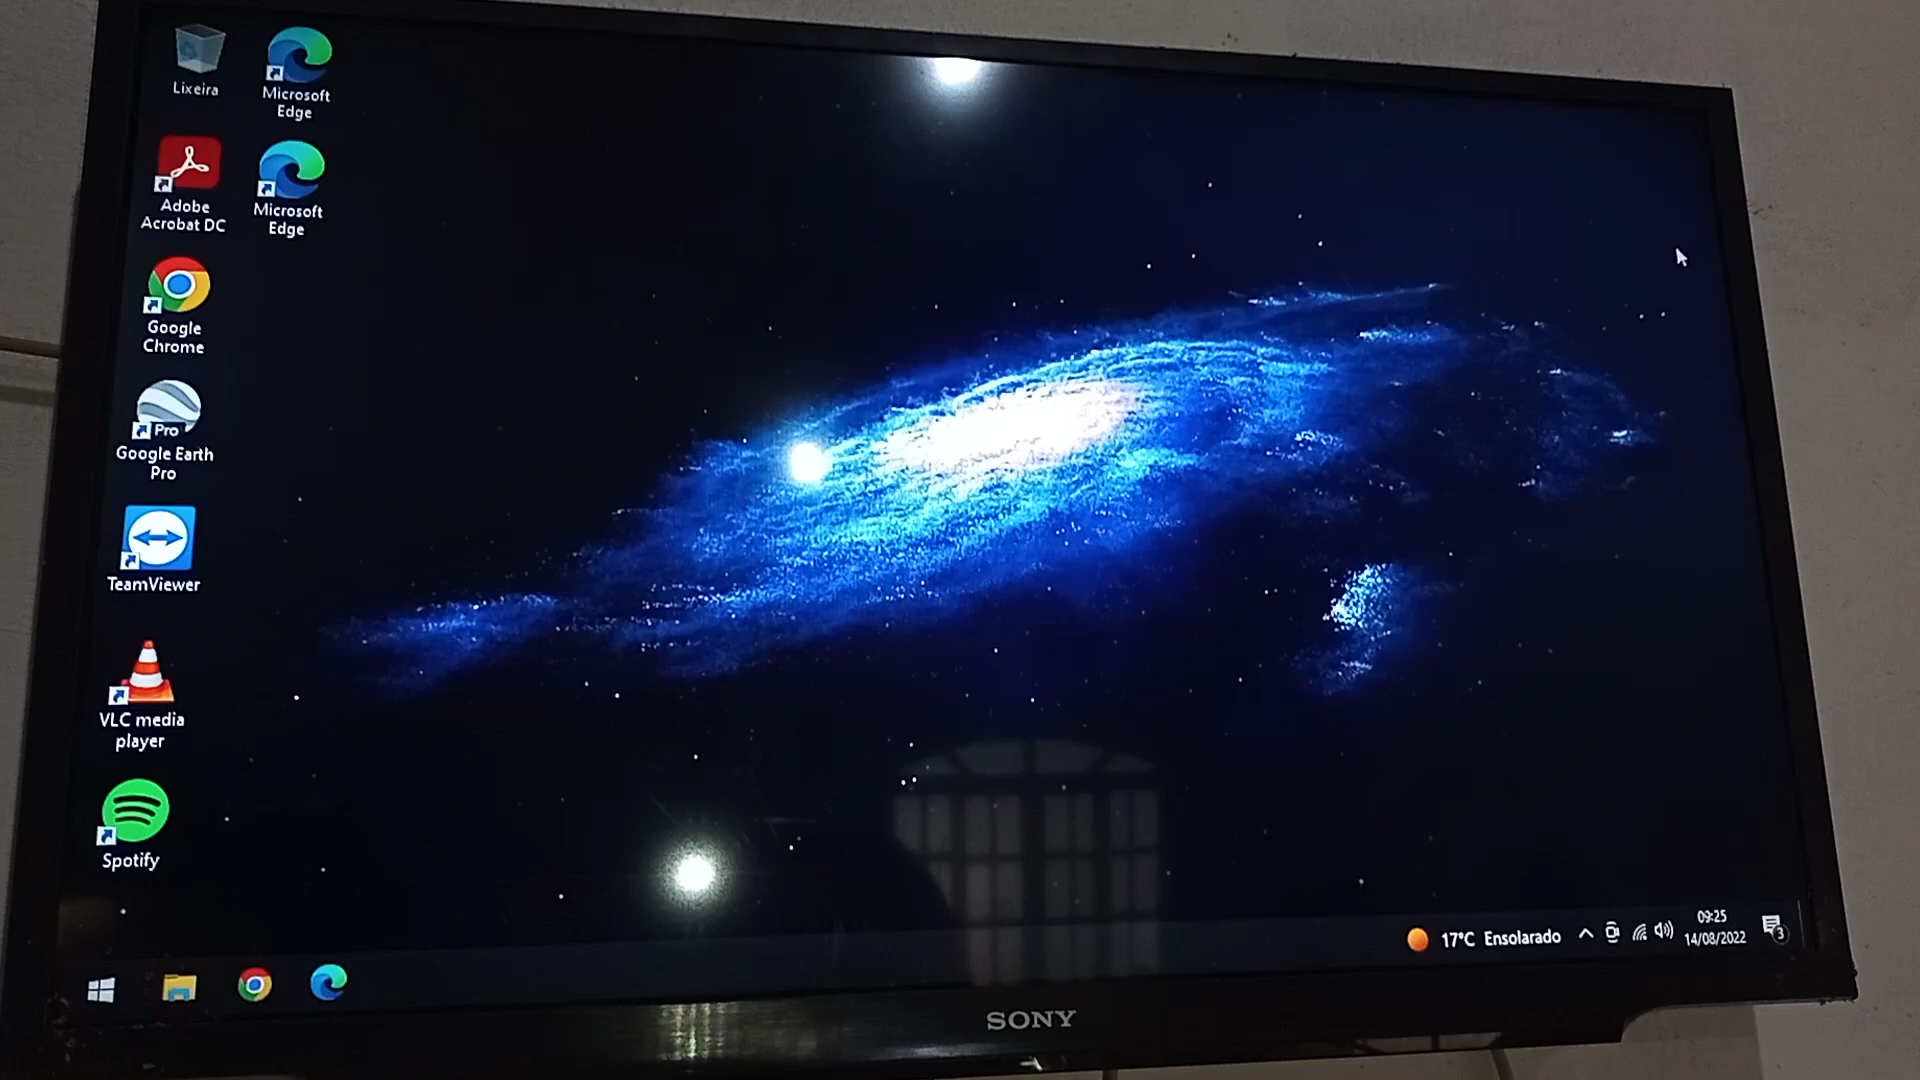 Lixeira
Microsoft
Edge
Adobe
Acrobat DC
Microsoft
Edge
Google
Chrome
Pro
Google Earth
Pro
TeamViewer
VLC media
player
Spotify
17°C Ensolarado
09:25
14/08/2022
3
SONY